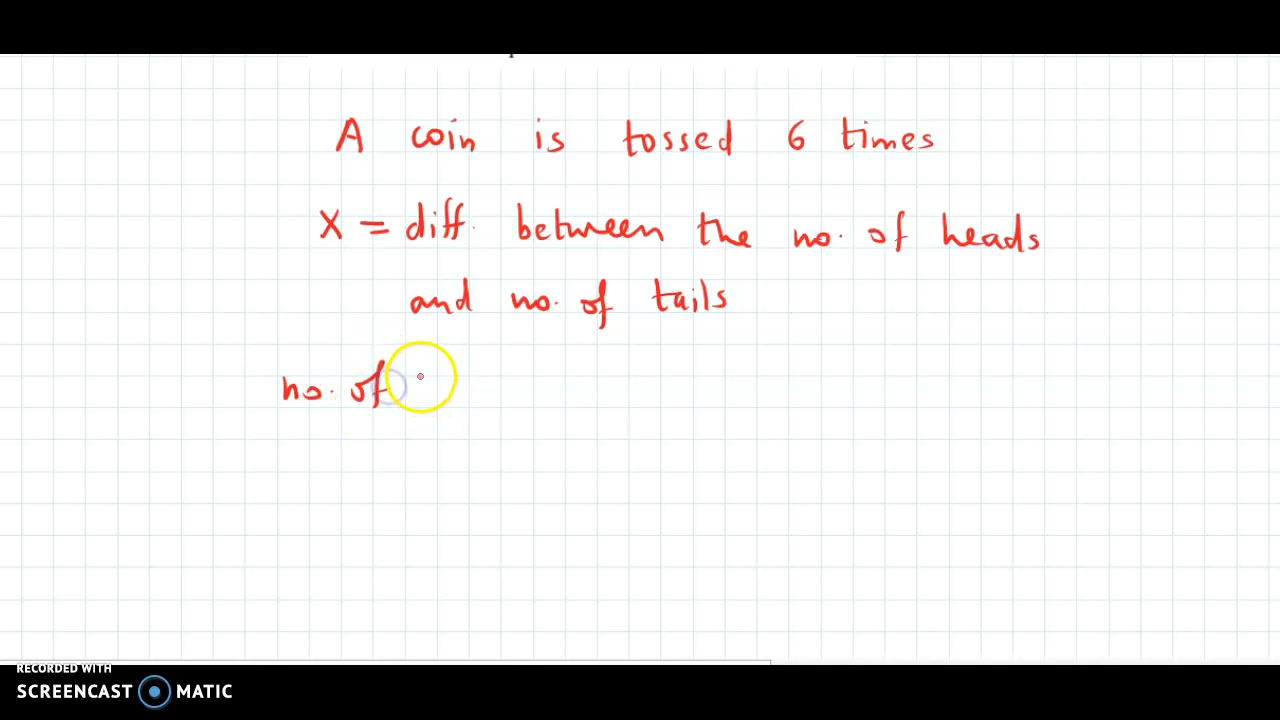 A coin is tossed 6 times
X = diff. between the no. of heads
and no. of tails
no. of
RECORDED WITH
SCREENCAST MATIC